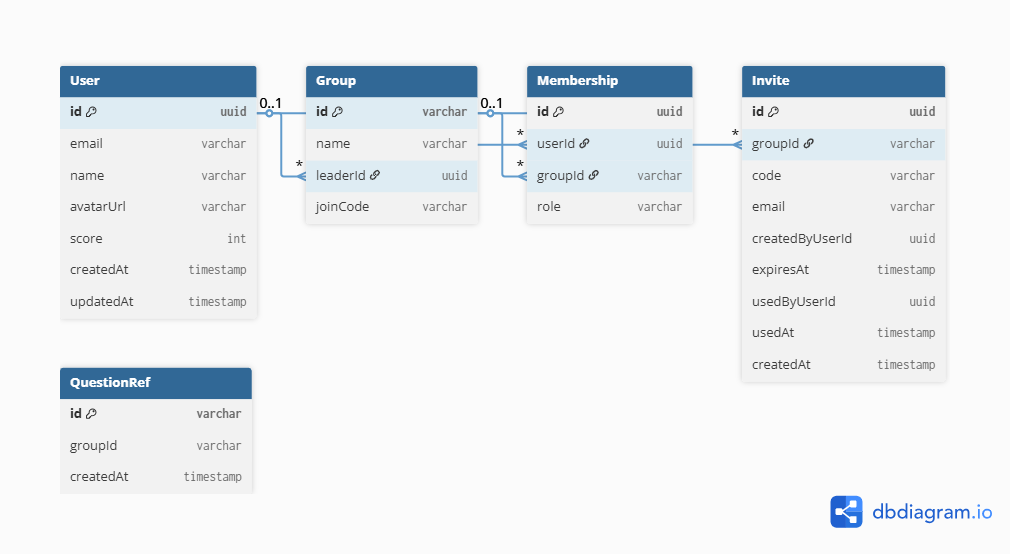 User
id uuid
email varchar
name varchar
avatarUrl varchar
score int
createdAt timestamp
updatedAt timestamp
0..1
*
Group
id varchar
name varchar
leaderId uuid
joinCode varchar
0..1
*
*
Membership
id uuid
userId uuid
groupId varchar
role varchar
*
Invite
id uuid
groupId varchar
code varchar
email varchar
createdByUserId uuid
expiresAt timestamp
usedByUserId uuid
usedAt timestamp
createdAt timestamp
QuestionRef
id varchar
groupId varchar
createdAt timestamp
dbdiagram.io